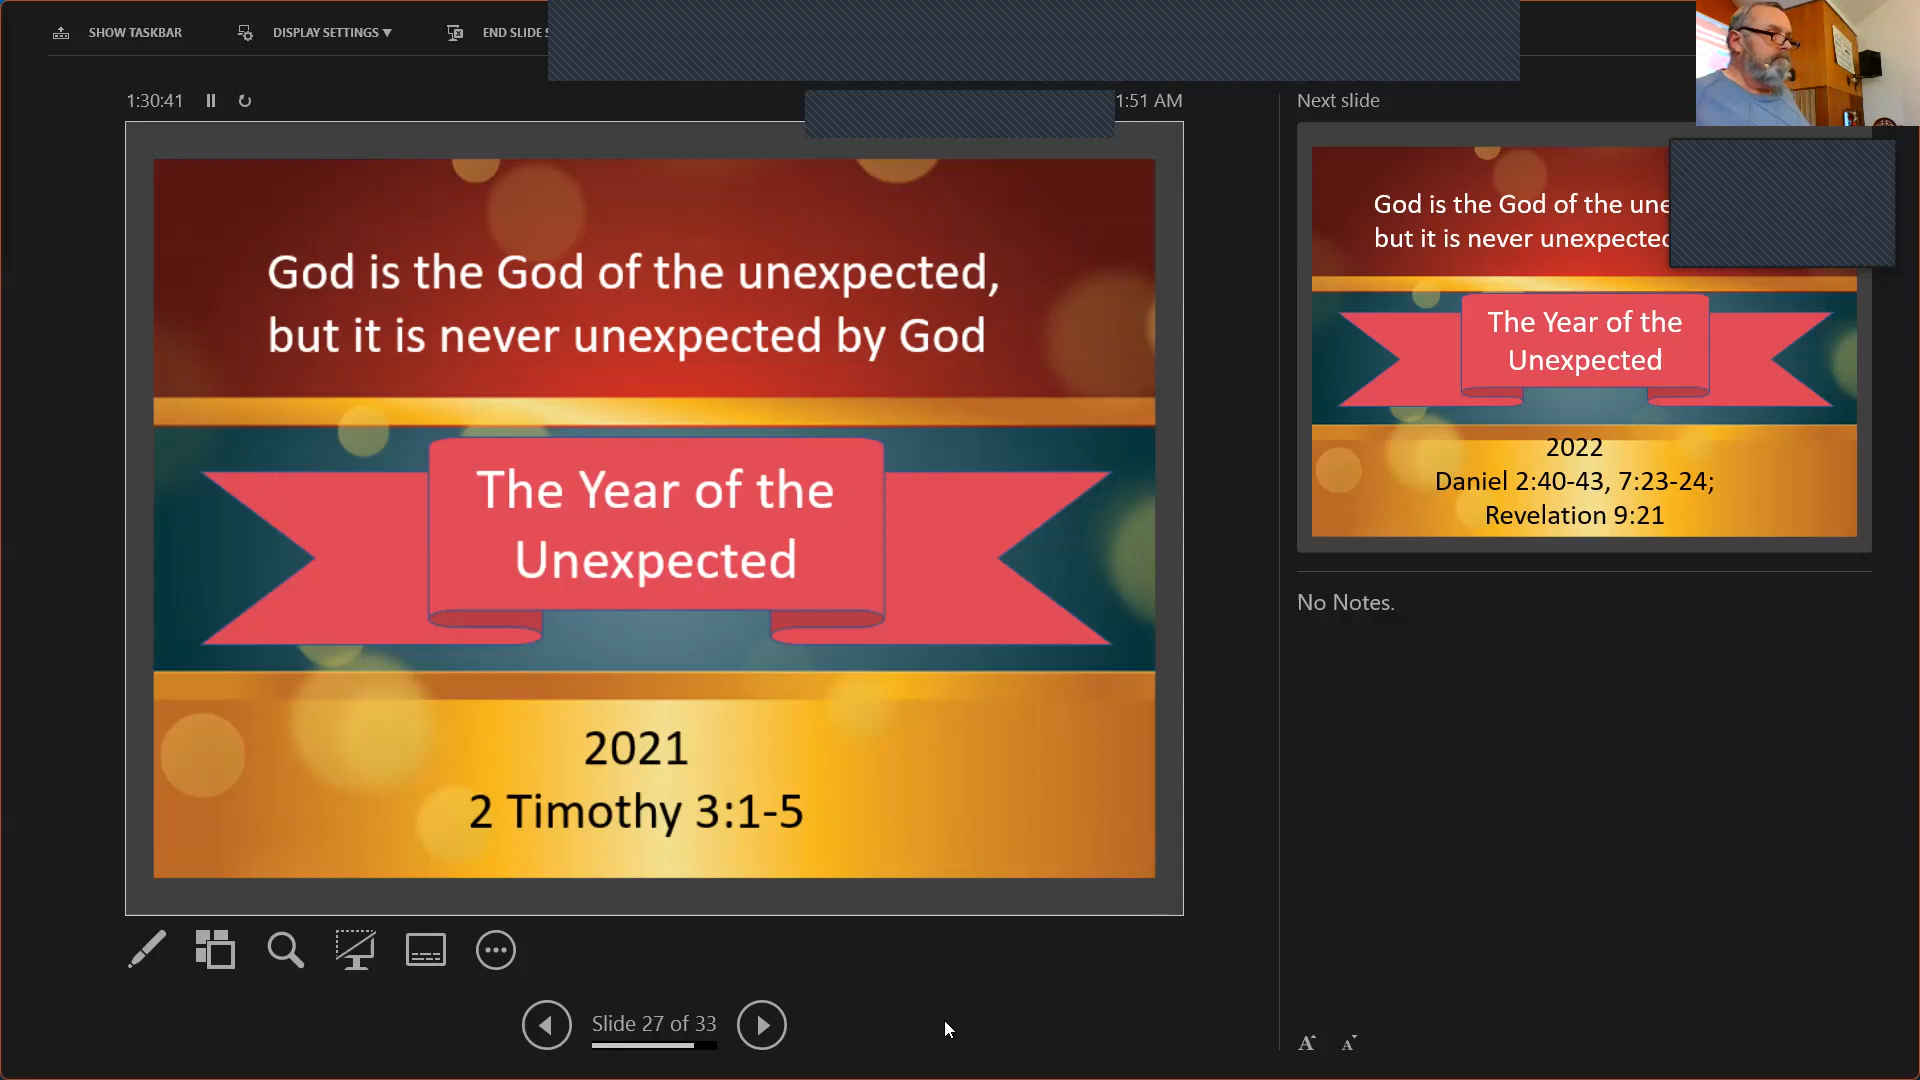 SHOW TASKBAR
DISPLAY SETTINGS ▼
END SLIDE
1:30:41
1:51 AM
Next slide
God is the God of the unexpected,
but it is never unexpected by God
The Year of the
Unexpected
2021
2 Timothy 3:1-5
God is the God of the
but it is never
The Year of the
Unexpected
2022
Daniel 2:40-43, 7:23-24;
Revelation 9:21
No Notes.
Slide 27 of 33
A A